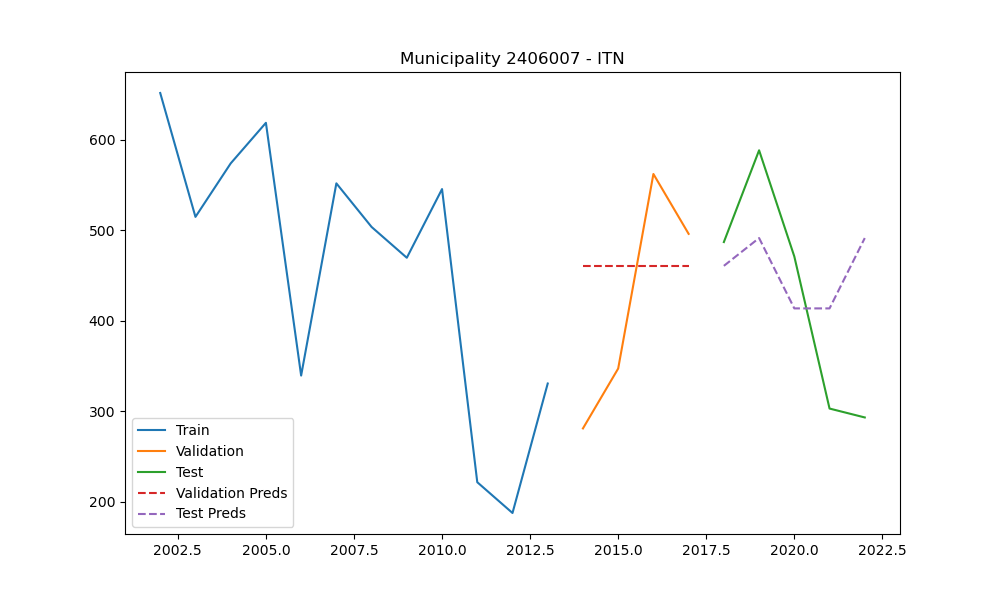 Municipality 2406007 - ITN
600
500
400
300
200
Train
Validation
Test
Validation Preds
Test Preds
2002.5 2005.0 2007.5 2010.0 2012.5 2015.0 2017.5 2020.0 2022.5